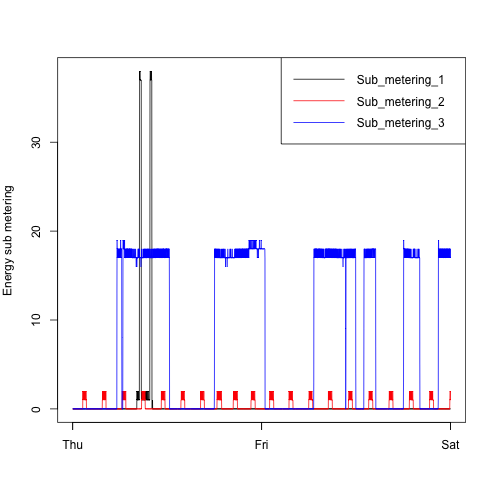 Sub_metering_1
Sub_metering_2
Sub_metering_3
Energy sub metering
30
20
10
0
Thu Fri Sat